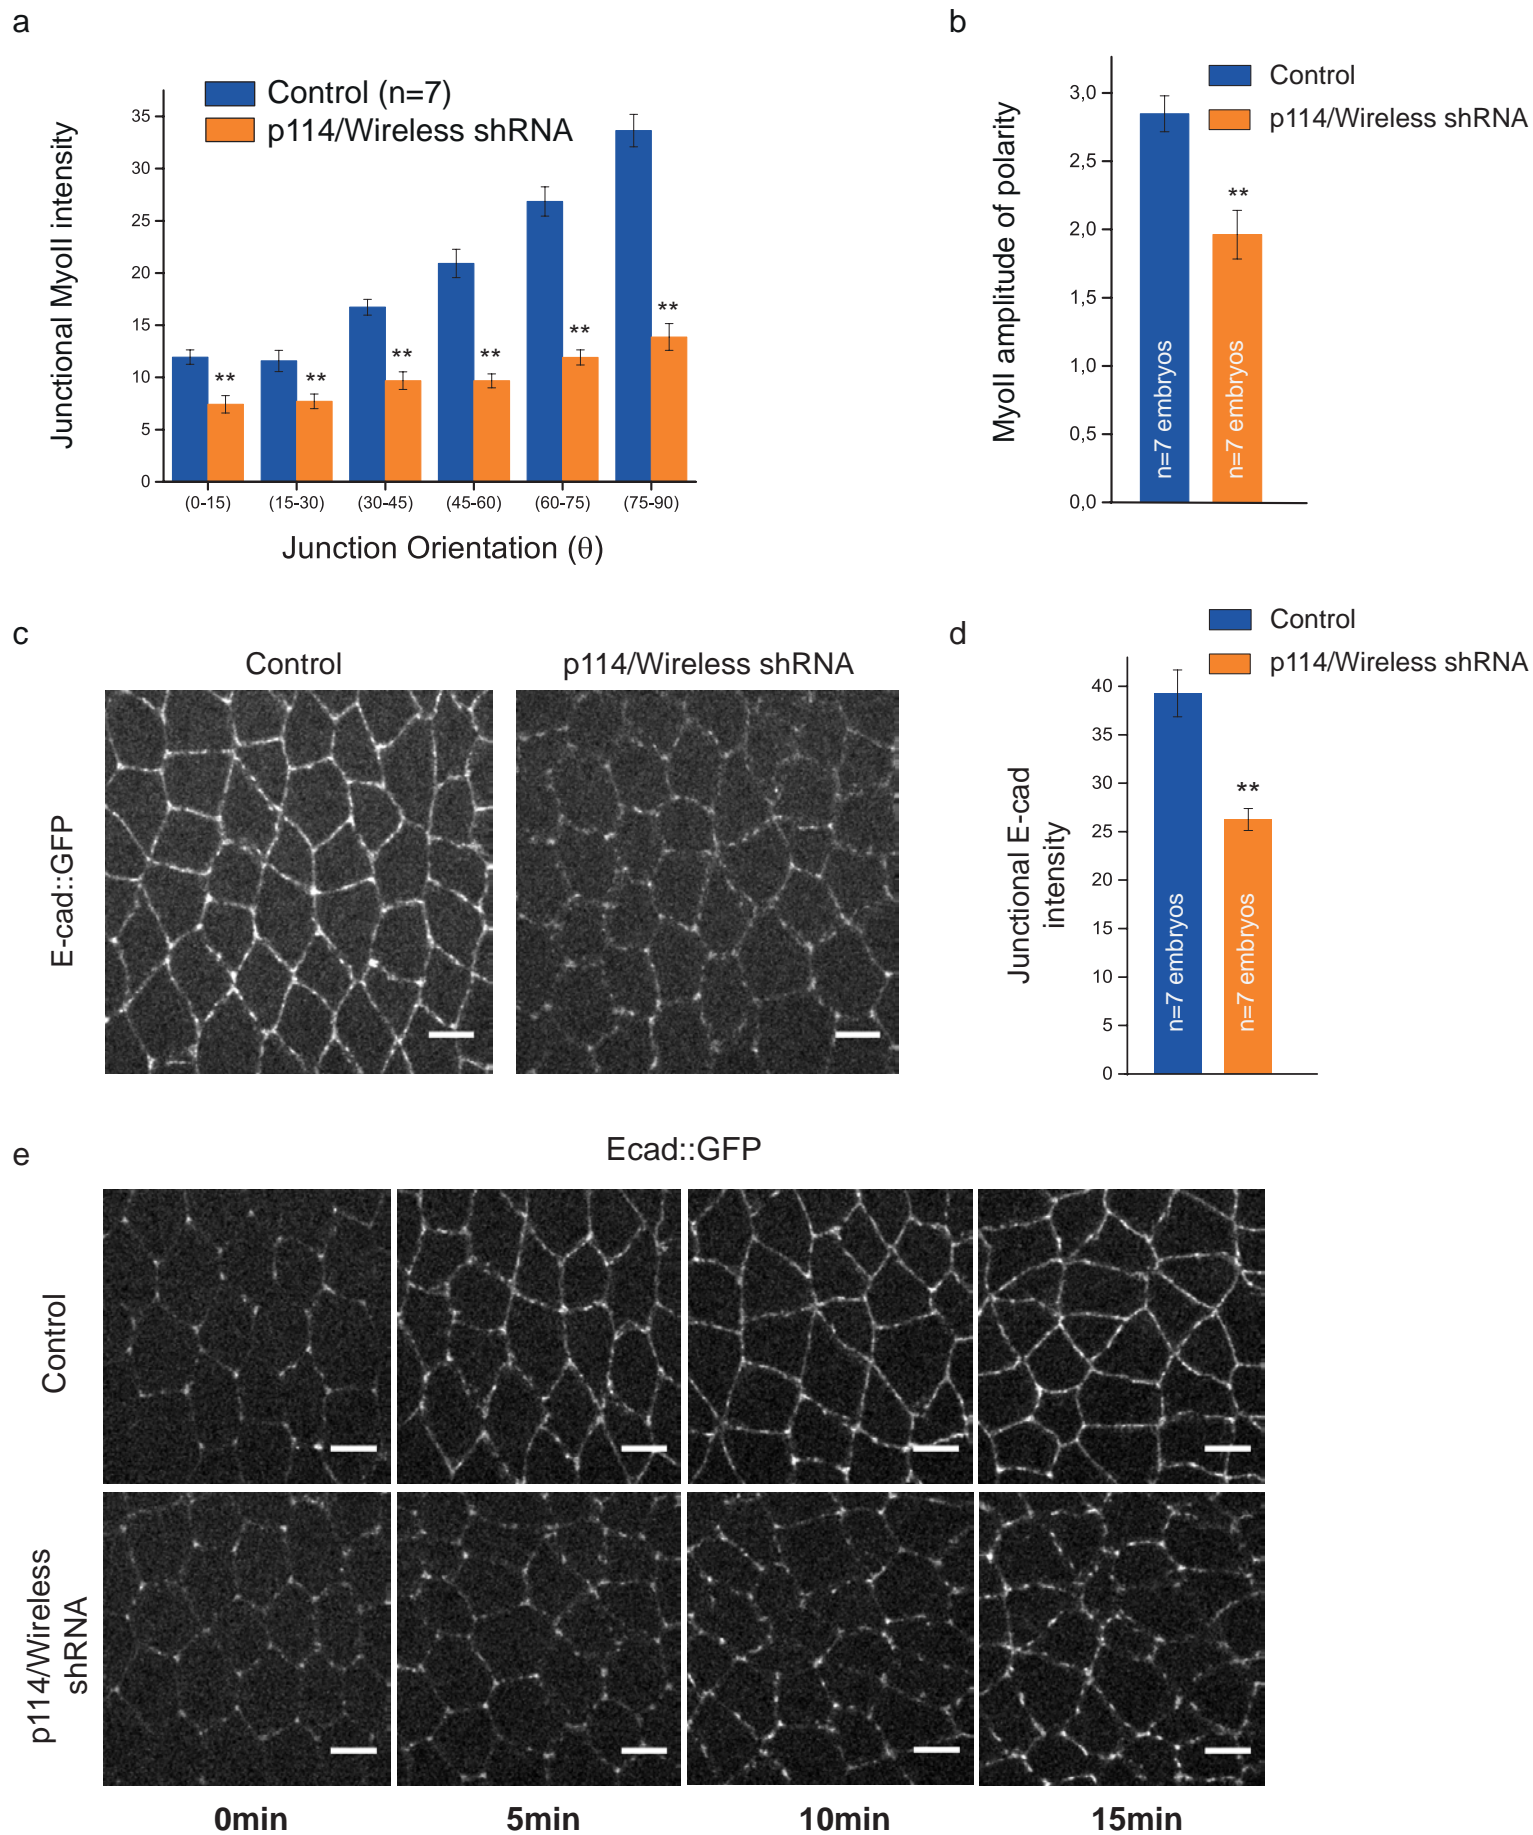 a
Control (n=7)
p114/Wireless shRNA
Junctional MyoII intensity
35
30
25
20
15
10
5
0
**
**
**
**
**
**
(0-15) (15-30) (30-45) (45-60) (60-75) (75-90)
Junction Orientation (θ)
b
Control
p114/Wireless shRNA
MyoII amplitude of polarity
3,0
2,5
2,0
1,5
1,0
0,5
0,0
**
n=7 embryos
n=7 embryos
c
Control
p114/Wireless shRNA
E-cad::GFP
d
Control
p114/Wireless shRNA
Junctional E-cad
intensity
40
35
30
25
20
15
10
5
0
**
n=7 embryos
n=7 embryos
e
Ecad::GFP
Control
p114/Wireless
shRNA
0min 5min 10min 15min